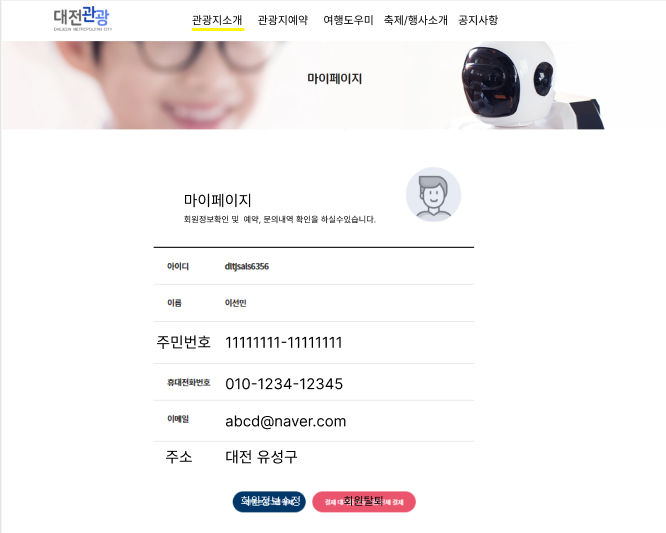 대전관광
DAEJEON METROPOLITAN CITY
관광지소개 관광지예약 여행도우미 축제/행사소개 공지사항
마이페이지
마이페이지
회원정보확인 및 예약, 문의내역 확인을 하실수있습니다.
아이디 dltjsals6356
이름 이선민
주민번호 11111111-11111111
휴대전화번호 010-1234-12345
이메일 abcd@naver.com
주소 대전 유성구
회원정보수정 회원탈퇴